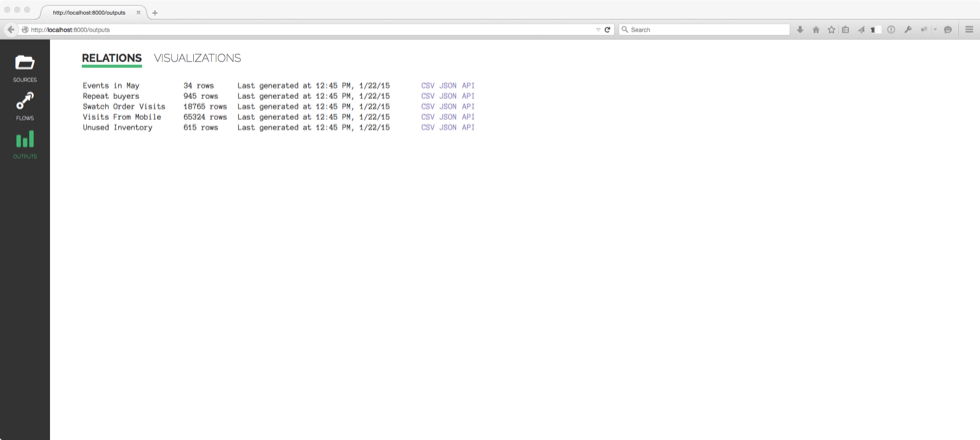 http://localhost:8000/outputs
http://localhost:8000/outputs
Search
RELATIONS VISUALIZATIONS
SOURCES
FLOWS
OUTPUTS
Events in May 34 rows Last generated at 12:45 PM, 1/22/15 CSV JSON API
Repeat buyers 945 rows Last generated at 12:45 PM, 1/22/15 CSV JSON API
Swatch Order Visits 18765 rows Last generated at 12:45 PM, 1/22/15 CSV JSON API
Visits From Mobile 65324 rows Last generated at 12:45 PM, 1/22/15 CSV JSON API
Unused Inventory 615 rows Last generated at 12:45 PM, 1/22/15 CSV JSON API